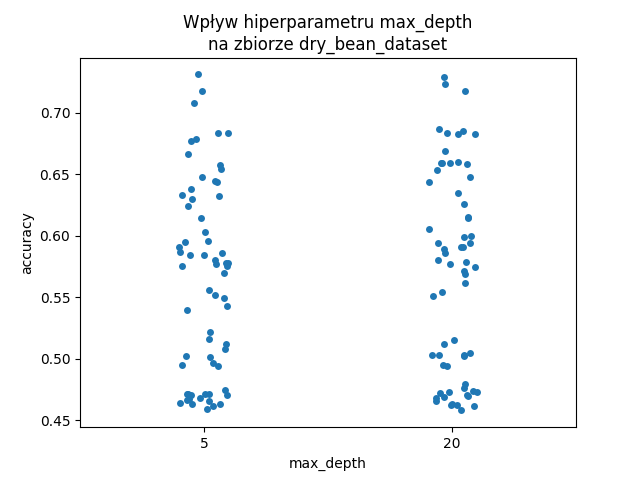 Wpływ hiperparametru max_depth
na zbiorze dry_bean_dataset
0.70
0.65
0.60
0.55
0.50
0.45
accuracy
5
20
max_depth